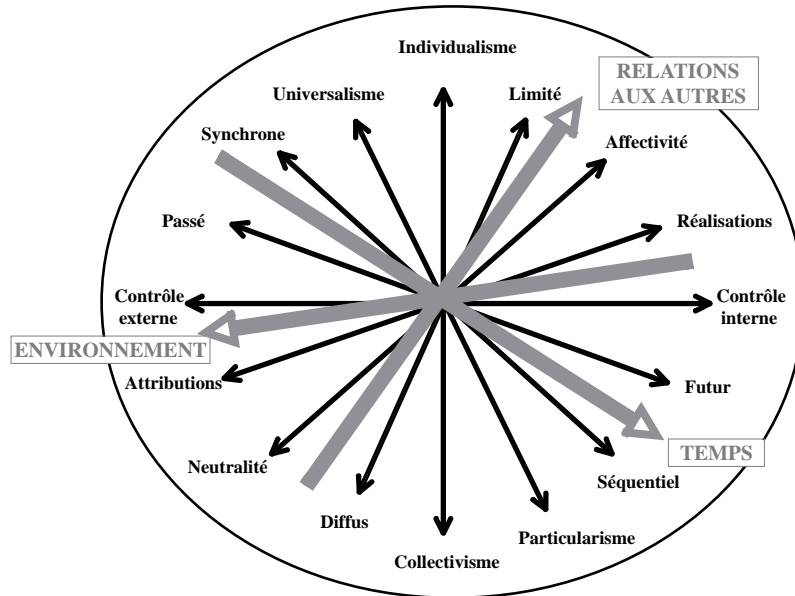 Individualisme
RELATIONS
AUX AUTRES
Universalisme
Limité
Synchrone
Affectivité
Passé
Réalisations
Contrôle
externe
Contrôle
interne
ENVIRONNEMENT
Attributions
Futur
TEMPS
Neutralité
Séquentiel
Diffus
Particularisme
Collectivisme